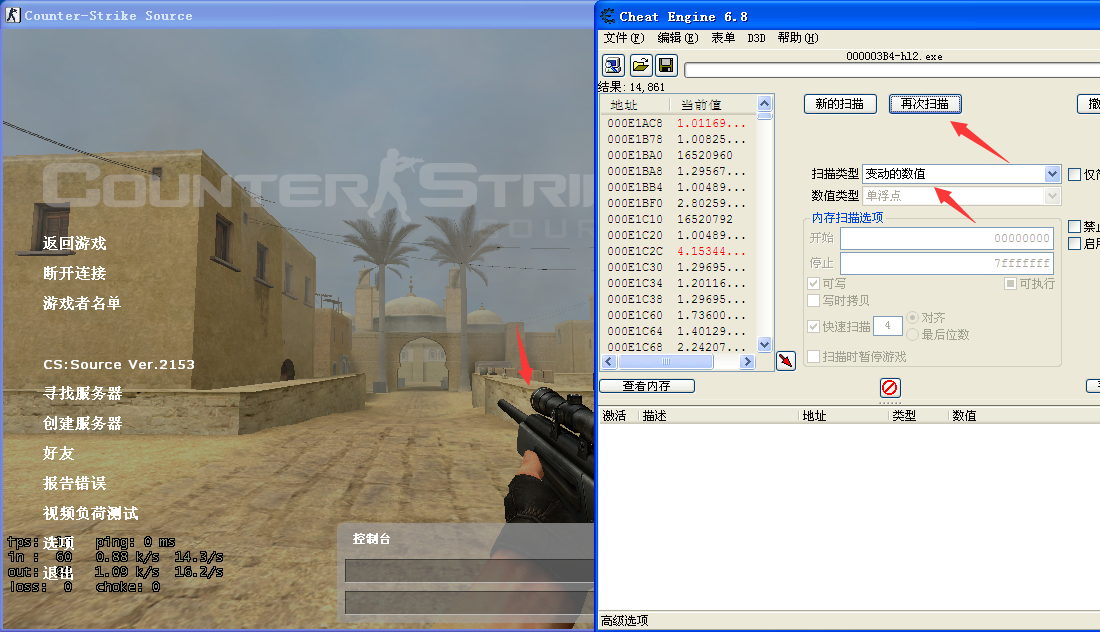 Counter-Strike Source
COUNTER STRI
SOUR
返回游戏
断开连接
游戏者名单
CS:Source Ver.2153
寻找服务器
创建服务器
好友
报告错误
视频负荷测试
选项
退出
fps: ping: 0 ms
in : 60 0.88 k/s 14.3/s
out: 1.09 k/s 16.2/s
loss: 0 choke: 0
控制台
Cheat Engine 6.8
文件(F) 编辑(E) 表单 D3D 帮助(H)
000003B4-hl2.exe
结果: 14,861
地址 当前值
000E1AC8 1.01169...
000E1B78 1.00825...
000E1BA0 16520960
000E1BA8 1.29567...
000E1BB4 1.00489...
000E1BF0 2.80259...
000E1C10 16520792
000E1C20 1.00489...
000E1C2C 4.15344...
000E1C30 1.29695...
000E1C34 1.20116...
000E1C38 1.29695...
000E1C60 1.73600...
000E1C64 1.40129...
000E1C68 2.24207...
新的扫描 再次扫描
扫描类型 变动的数值
数值类型 单浮点
内存扫描选项
开始 00000000
停止 7fffffff
可写 可执行
写时拷贝
快速扫描 4 对齐
最后位数
扫描时暂停游戏
查看内存
激活 描述 地址 类型 数值
高级选项